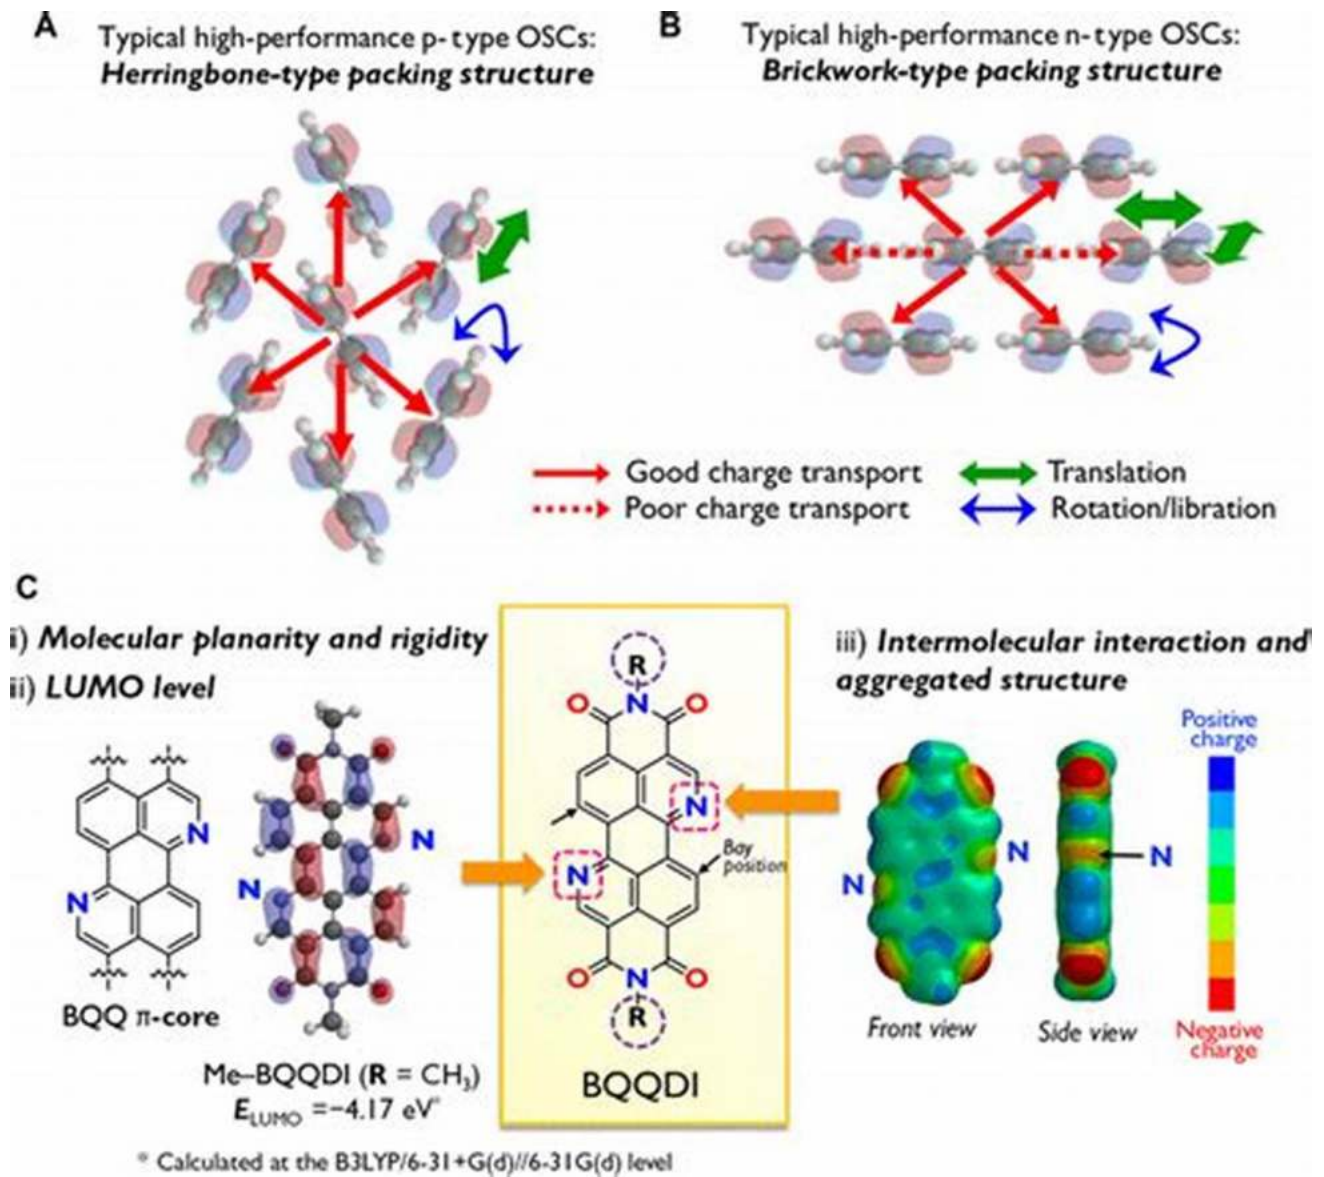 A
Typical high-performance p-type OSCs:
Herringbone-type packing structure
B
Typical high-performance n-type OSCs:
Brickwork-type packing structure
Good charge transport
Poor charge transport
Translation
Rotation/libration
C
i) Molecular planarity and rigidity
ii) LUMO level
N
N
BQQ π-core
N
N
Me–BQQDI (R = CH₃)
E_LUMO =−4.17 eV*
* Calculated at the B3LYP/6-31+G(d)//6-31G(d) level
R
O N O
N
Bay
position
N
O N O
R
BQQDI
iii) Intermolecular interaction and
aggregated structure
N
N
N
Front view
Side view
Positive
charge
Negative
charge